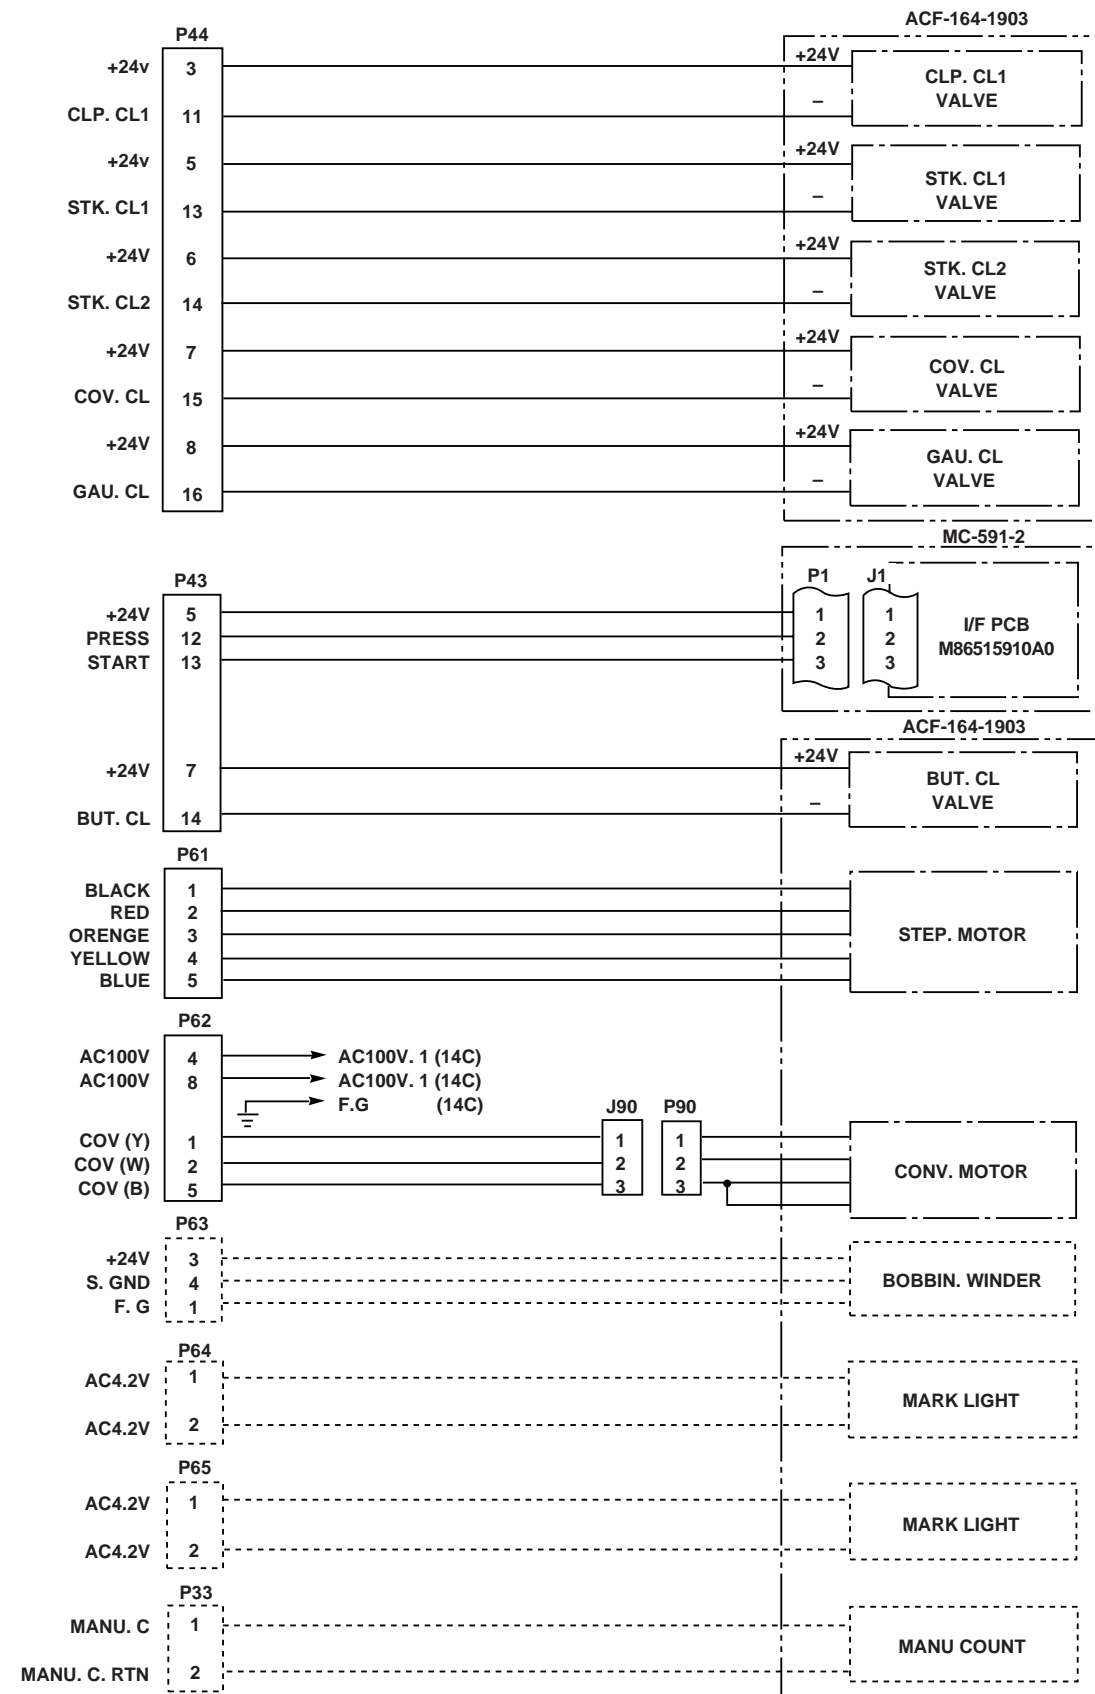 ACF-164-1903
P44
+24v 3 +24V
CLP. CL1
VALVE
CLP. CL1 11 –
+24v 5 +24V
STK. CL1
VALVE
STK. CL1 13 –
+24V 6 +24V
STK. CL2
VALVE
STK. CL2 14 –
+24V 7 +24V
COV. CL
VALVE
COV. CL 15 –
+24V 8 +24V
GAU. CL
VALVE
GAU. CL 16 –
MC-591-2
P43 P1 J1
+24V 5 1 1
PRESS 12 2 2
START 13 3 3
I/F PCB
M86515910A0
ACF-164-1903
+24V 7 +24V
BUT. CL
VALVE
BUT. CL 14 –
P61
BLACK 1
RED 2
ORENGE 3 STEP. MOTOR
YELLOW 4
BLUE 5
P62
AC100V 4 AC100V. 1 (14C)
AC100V 8 AC100V. 1 (14C)
F.G (14C)
J90 P90
COV (Y) 1 1 1
COV (W) 2 2 2 CONV. MOTOR
COV (B) 5 3 3
P63
+24V 3
S. GND 4 BOBBIN. WINDER
F. G 1
P64
AC4.2V 1
MARK LIGHT
AC4.2V 2
P65
AC4.2V 1
MARK LIGHT
AC4.2V 2
P33
MANU. C 1
MANU COUNT
MANU. C. RTN 2